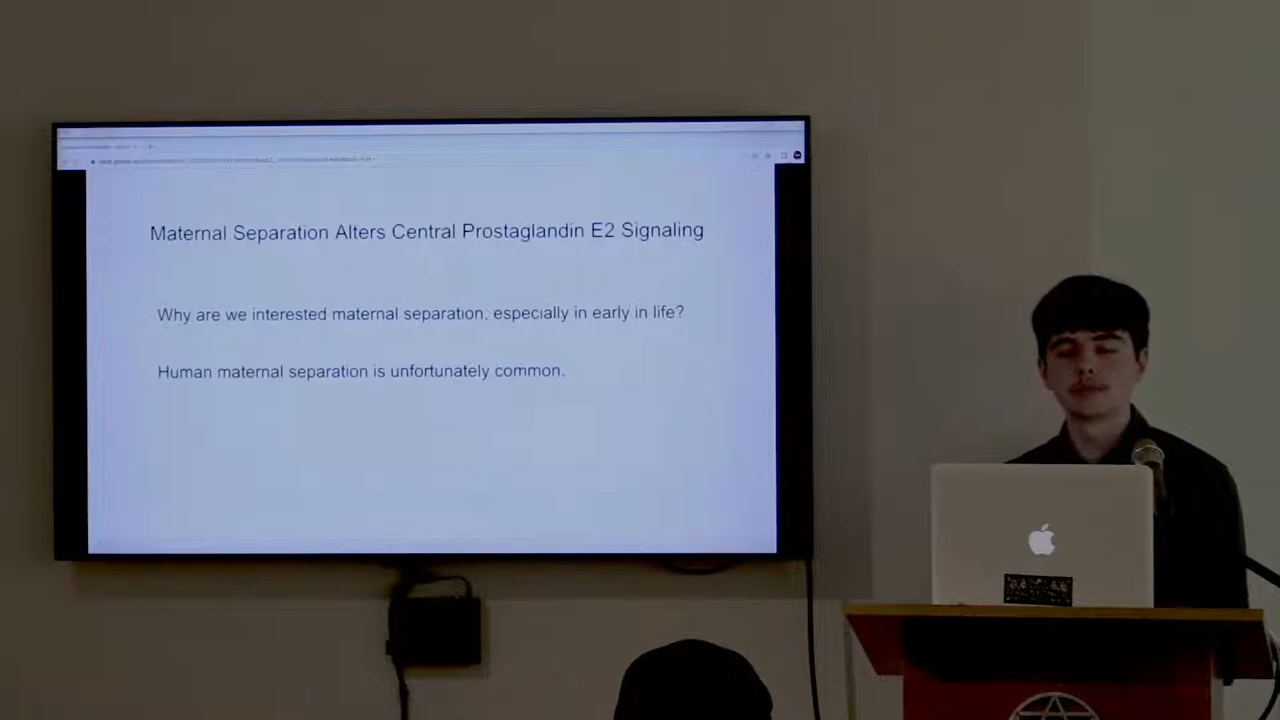 Maternal Separation Alters Central Prostaglandin E2 Signaling
Why are we interested maternal separation, especially in early in life?
Human maternal separation is unfortunately common.